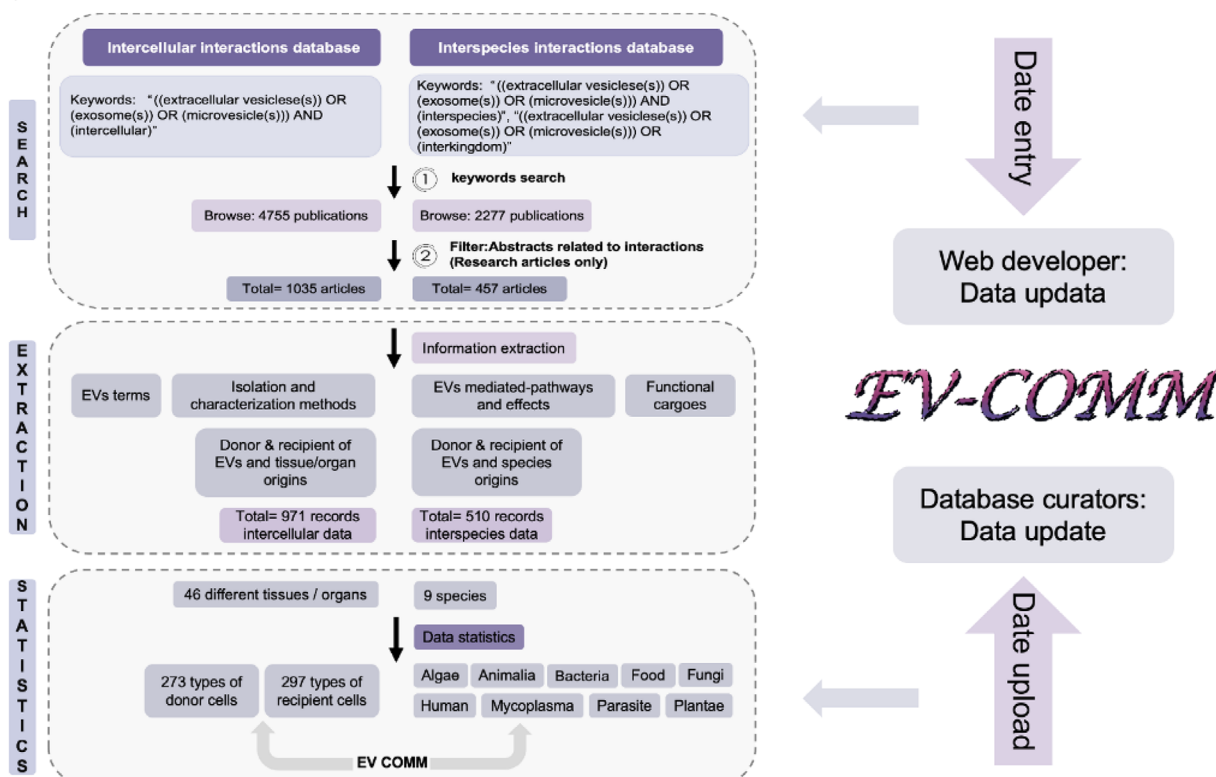 Intercellular interactions database
Interspecies interactions database
SEARCH
Keywords: "((extracellular vesiclese(s)) OR
(exosome(s)) OR (microvesicle(s))) AND
(intercellular)"
Keywords: "((extracellular vesiclese(s)) OR
(exosome(s)) OR (microvesicle(s))) AND
(interspecies)", "((extracellular vesiclese(s)) OR
(exosome(s)) OR (microvesicle(s))) OR
(interkingdom)"
1 keywords search
Browse: 4755 publications
Browse: 2277 publications
2 Filter:Abstracts related to interactions
(Research articles only)
Total= 1035 articles
Total= 457 articles
EXTRACTION
Information extraction
EVs terms
Isolation and
characterization methods
EVs mediated-pathways
and effects
Functional
cargoes
Donor & recipient of
EVs and tissue/organ
origins
Donor & recipient of
EVs and species
origins
Total= 971 records
intercellular data
Total= 510 records
interspecies data
STATISTICS
46 different tissues / organs
9 species
Data statistics
273 types of
donor cells
297 types of
recipient cells
Algae
Animalia
Bacteria
Food
Fungi
Human
Mycoplasma
Parasite
Plantae
EV COMM
Date entry
Web developer:
Data updata
EV-COMM
Database curators:
Data update
Date upload